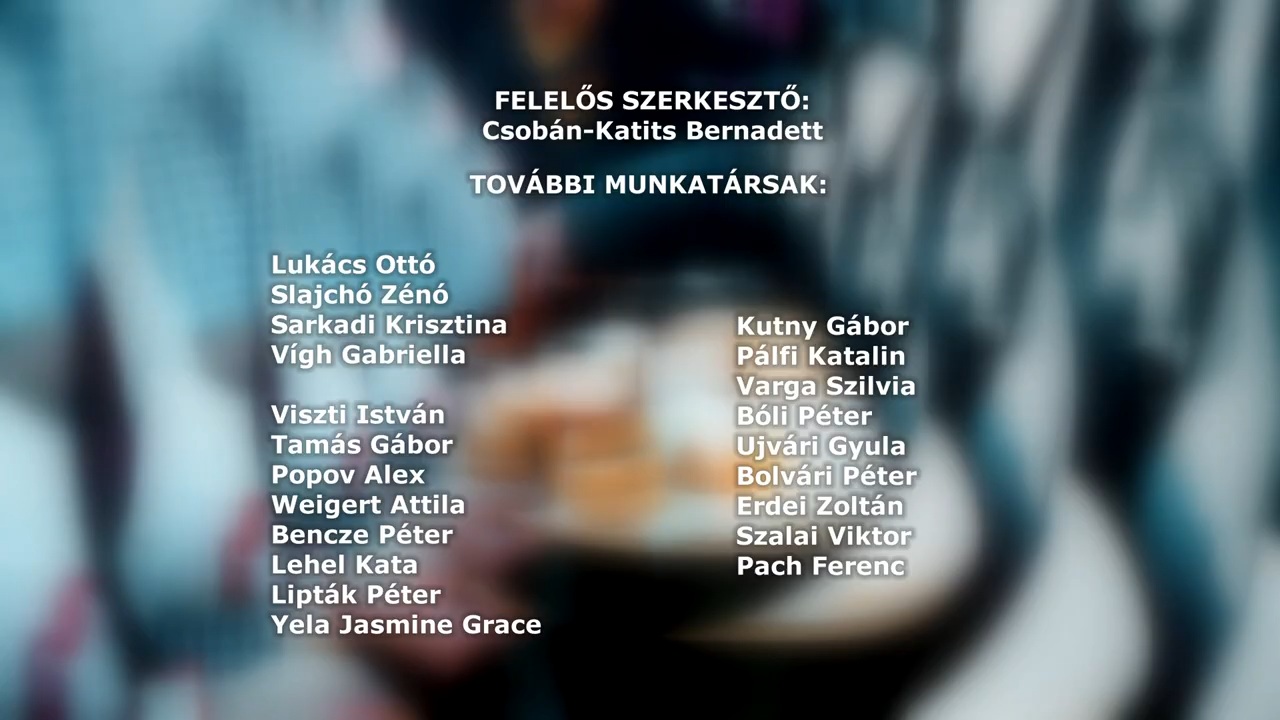 FELELŐS SZERKESZTŐ:
Csobán-Katits Bernadett
TOVÁBBI MUNKATÁRSAK:
Lukács Ottó
Slajchó Zénó
Sarkadi Krisztina
Vígh Gabriella
Viszti István
Tamás Gábor
Popov Alex
Weigert Attila
Bencze Péter
Lehel Kata
Lipták Péter
Yela Jasmine Grace
Kutny Gábor
Pálfi Katalin
Varga Szilvia
Bóli Péter
Ujvári Gyula
Bolvári Péter
Erdei Zoltán
Szalai Viktor
Pach Ferenc